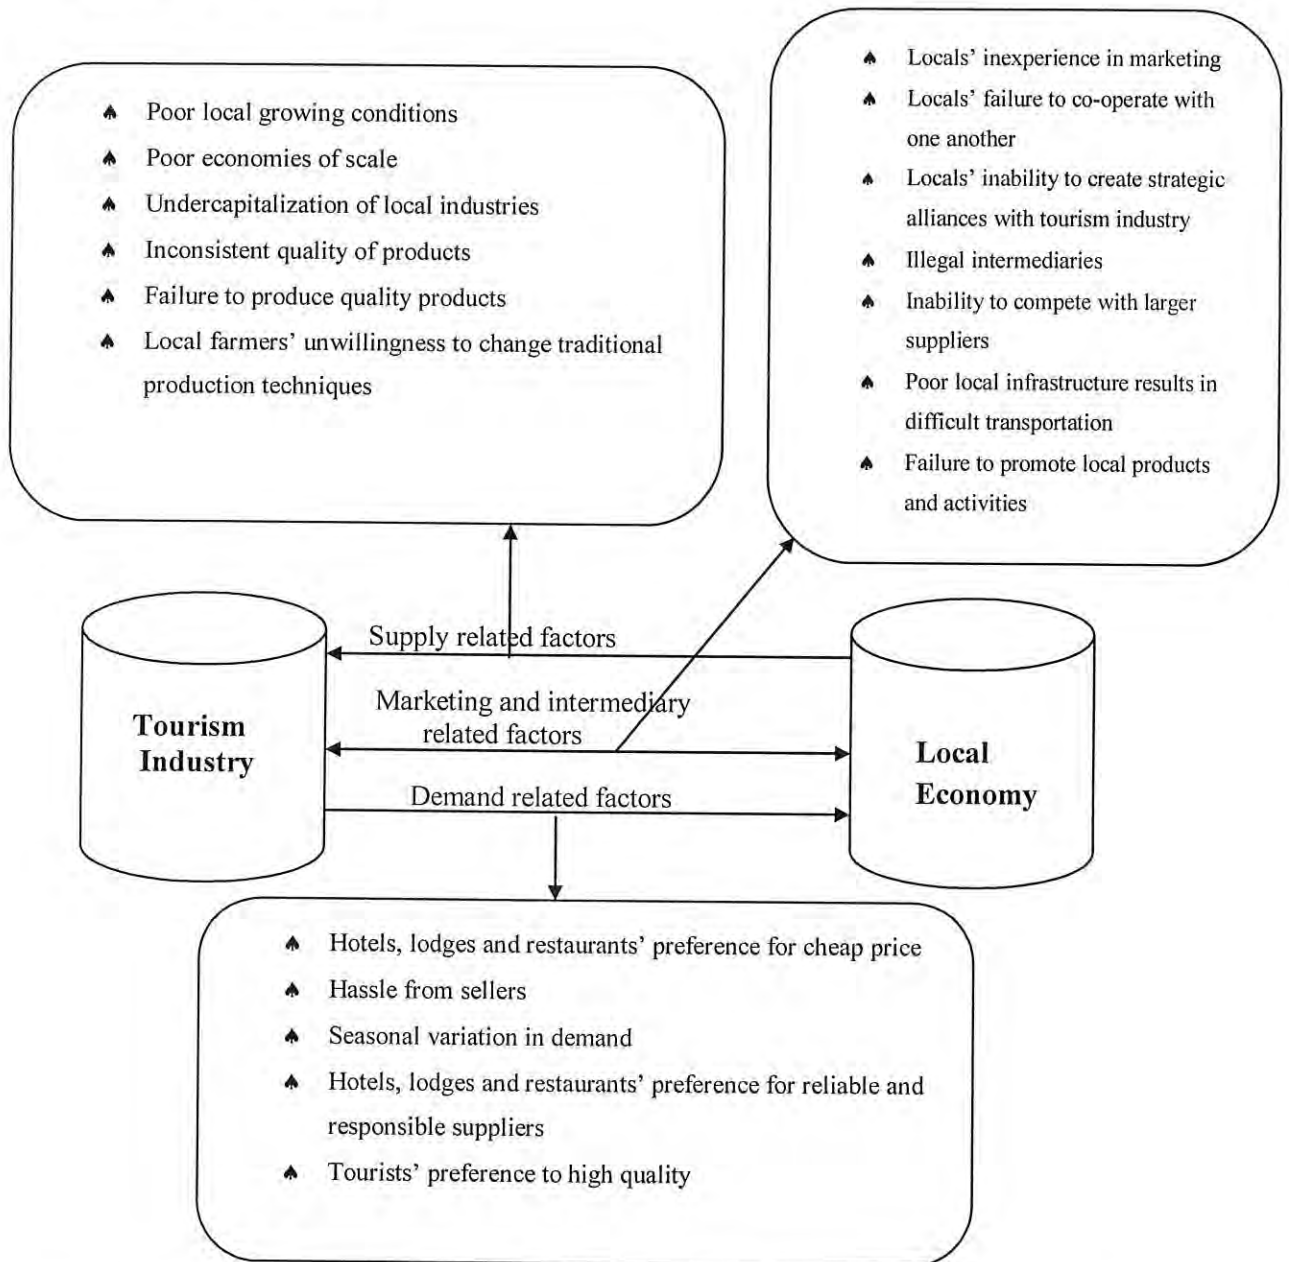 ♠ Poor local growing conditions
♠ Poor economies of scale
♠ Undercapitalization of local industries
♠ Inconsistent quality of products
♠ Failure to produce quality products
♠ Local farmers’ unwillingness to change traditional
production techniques
♠ Locals’ inexperience in marketing
♠ Locals’ failure to co-operate with
one another
♠ Locals’ inability to create strategic
alliances with tourism industry
♠ Illegal intermediaries
♠ Inability to compete with larger
suppliers
♠ Poor local infrastructure results in
difficult transportation
♠ Failure to promote local products
and activities
Supply related factors
Marketing and intermediary
related factors
Demand related factors
Tourism
Industry
Local
Economy
♠ Hotels, lodges and restaurants’ preference for cheap price
♠ Hassle from sellers
♠ Seasonal variation in demand
♠ Hotels, lodges and restaurants’ preference for reliable and
responsible suppliers
♠ Tourists’ preference to high quality